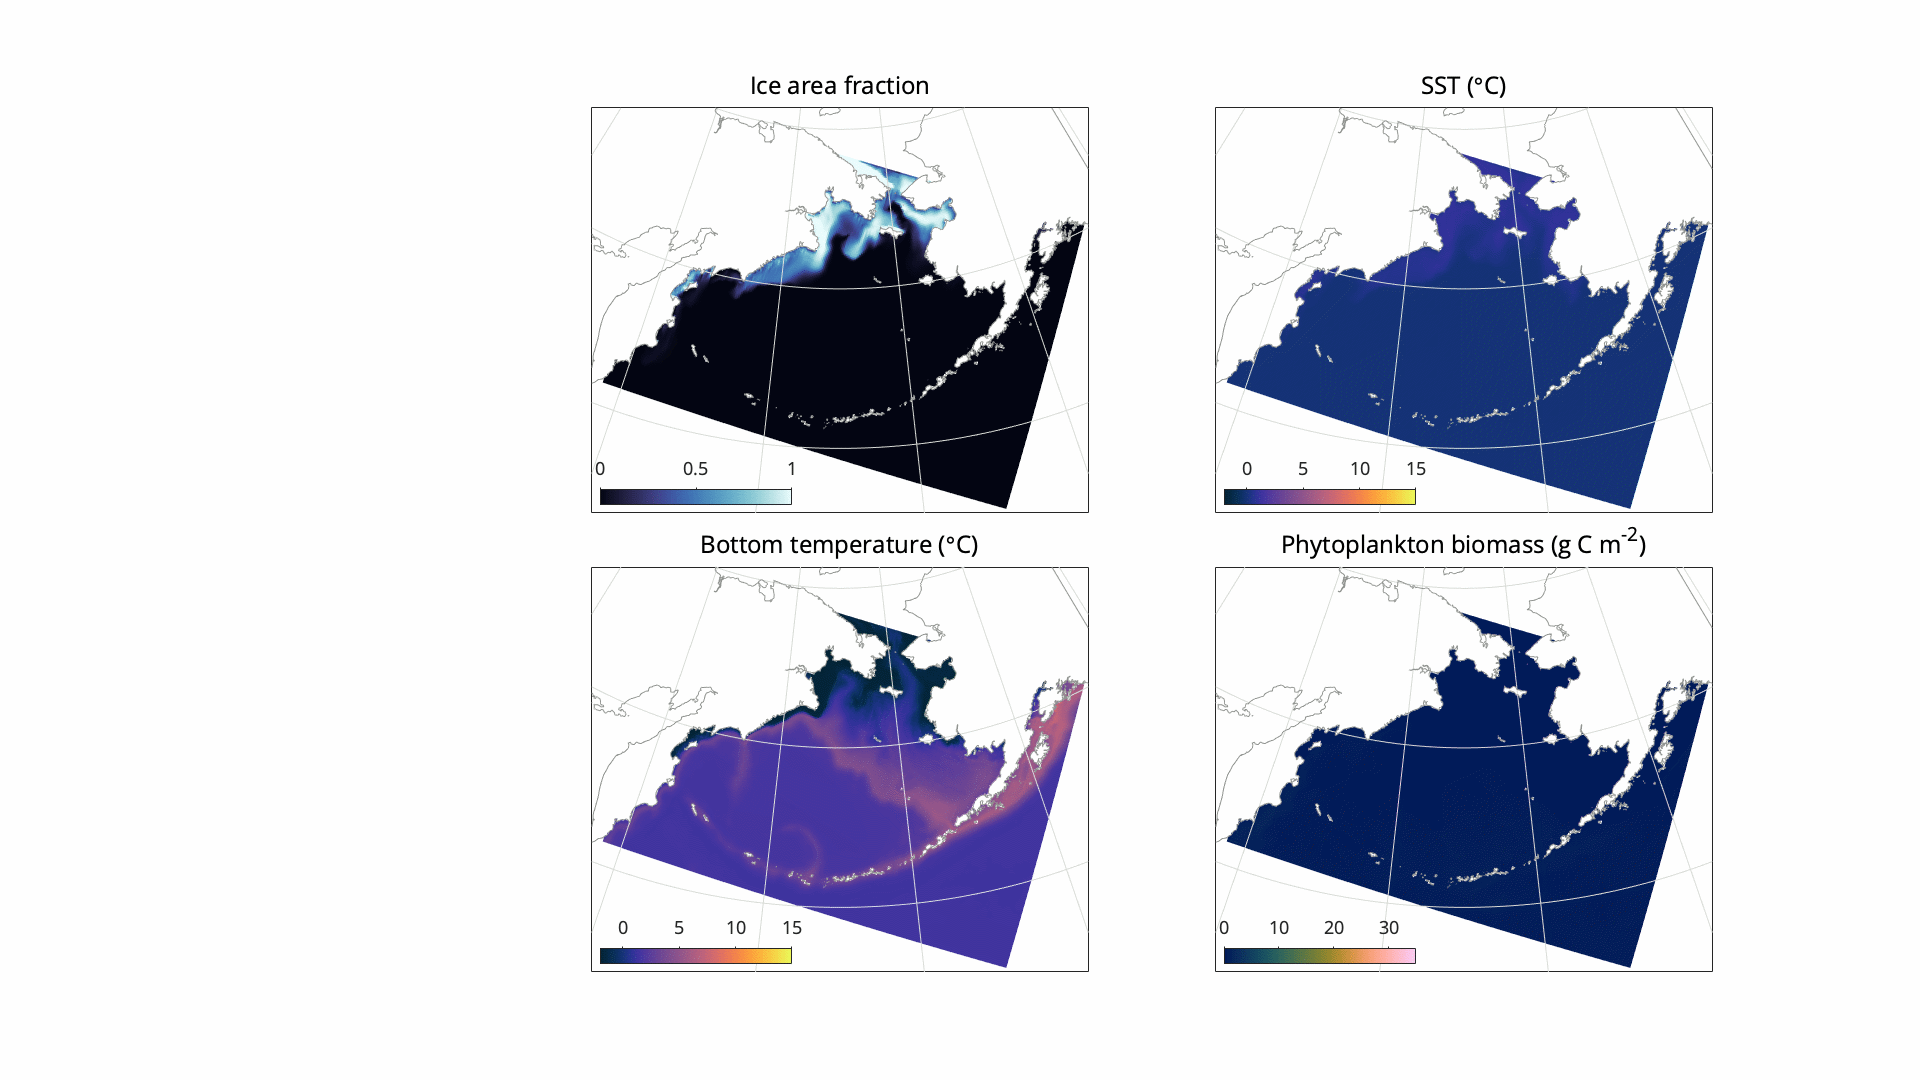 Ice area fraction
SST (°C)
0 0.5 1
0 5 10 15
Bottom temperature (°C)
Phytoplankton biomass (g C m⁻²)
0 5 10 15
0 10 20 30